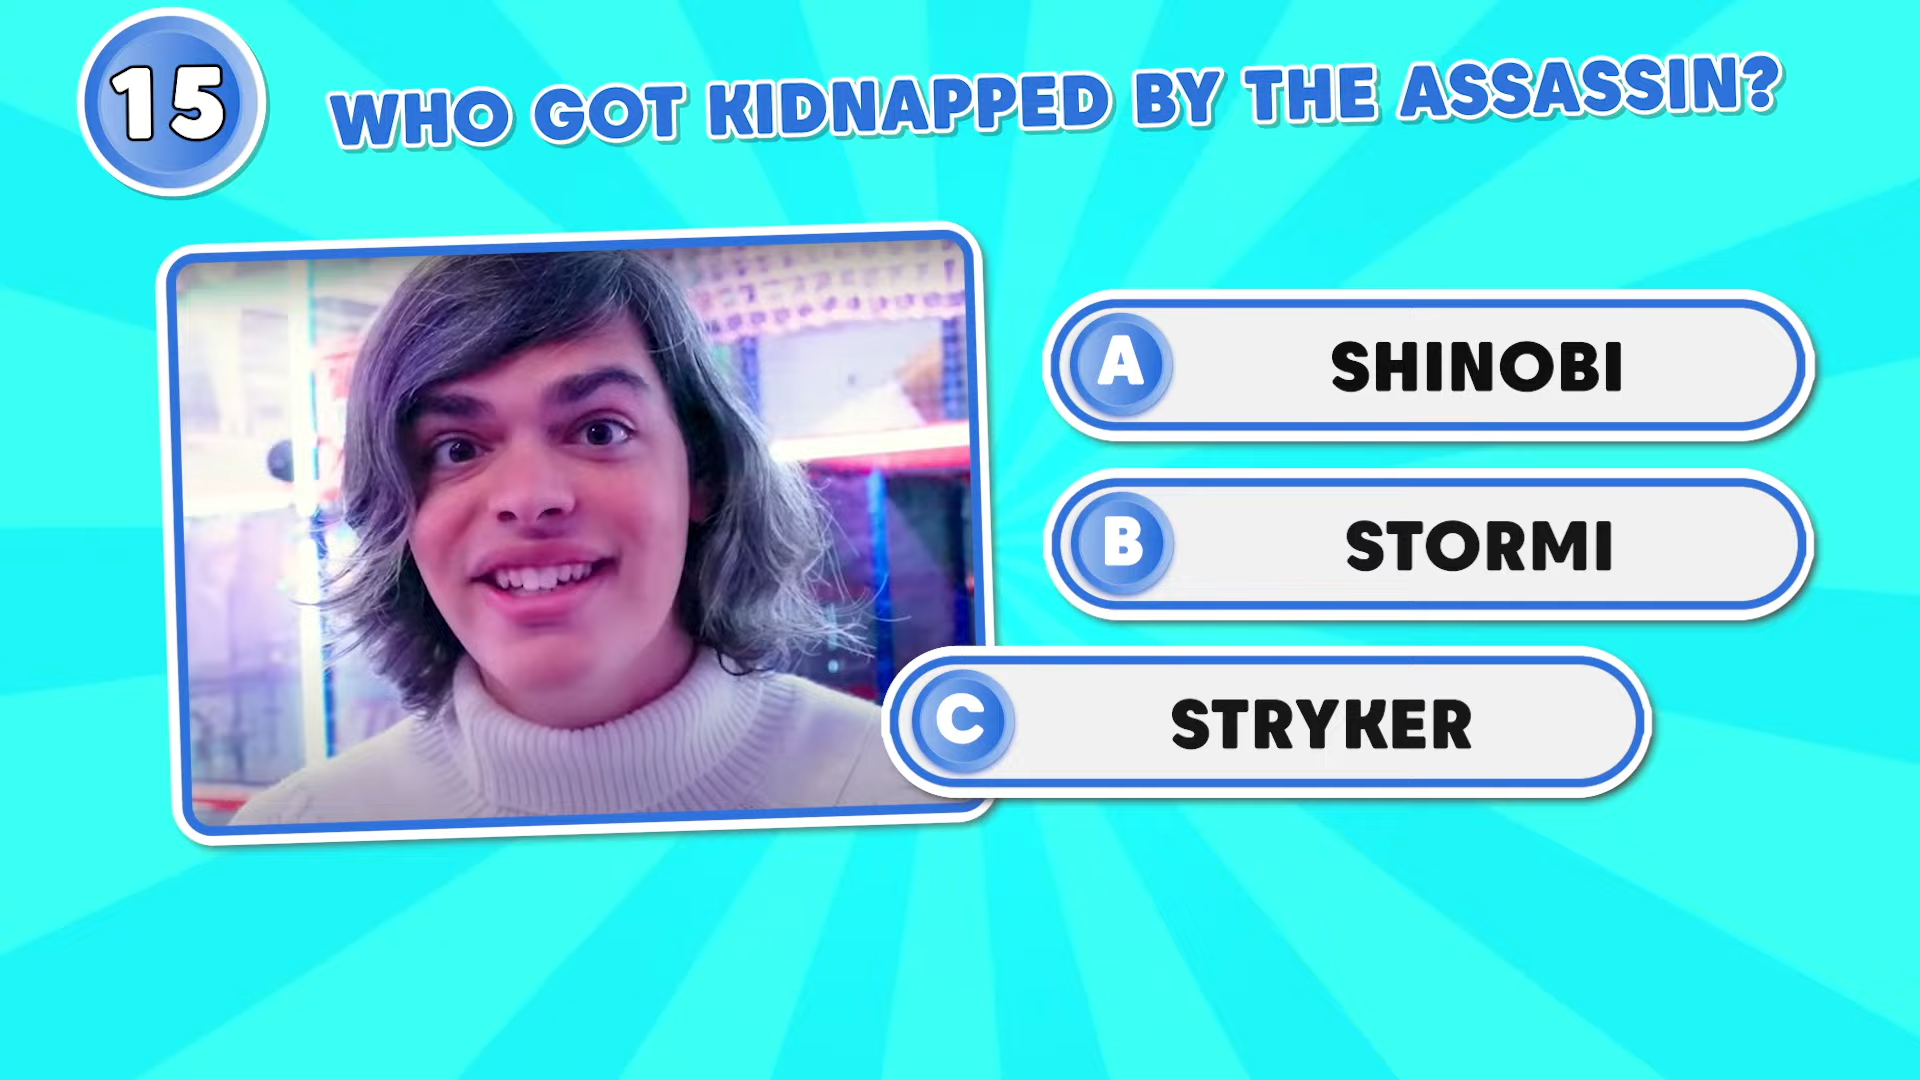 15
WHO GOT KIDNAPPED BY THE ASSASSIN?
A SHINOBI
B STORMI
C STRYKER